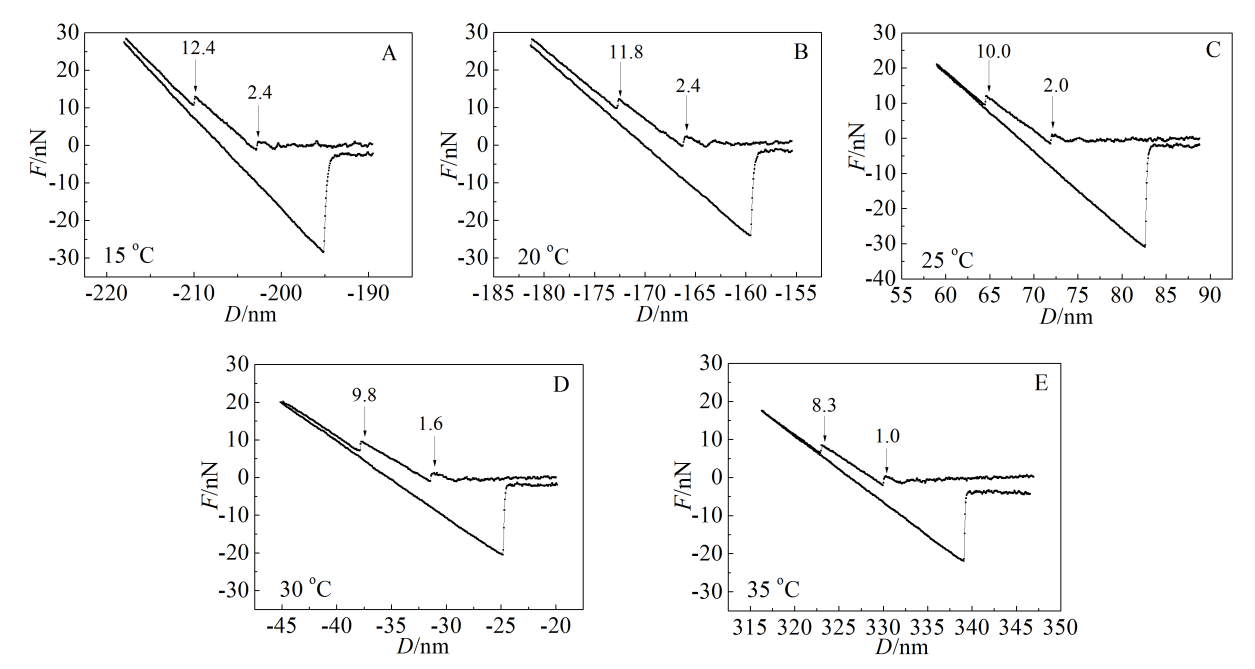 A
30
20
10
0
-10
-20
-30
F/nN
12.4
2.4
15 °C
-220 -210 -200 -190
D/nm
B
30
20
10
0
-10
-20
-30
F/nN
11.8
2.4
20 °C
-185 -180 -175 -170 -165 -160 -155
D/nm
C
30
20
10
0
-10
-20
-30
-40
F/nN
10.0
2.0
25 °C
55 60 65 70 75 80 85 90
D/nm
D
30
20
10
0
-10
-20
-30
F/nN
9.8
1.6
30 °C
-45 -40 -35 -30 -25 -20
D/nm
E
30
20
10
0
-10
-20
-30
F/nN
8.3
1.0
35 °C
315 320 325 330 335 340 345 350
D/nm